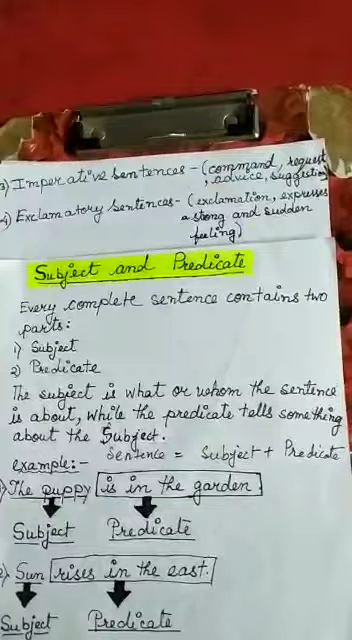 3) Imperative sentences - (command, request
, advice, suggestion)
4) Exclamatory sentences - (exclamation, expresses
a strong and sudden
feeling)
Subject and Predicate
Every complete sentence contains two
parts:
1) Subject
2) Predicate
The subject is what or whom the sentence
is about, while the predicate tells something
about the Subject.
Sentence = Subject + Predicate
example:-
1) The puppy is in the garden
Subject Predicate
2) Sun rises in the east.
Subject Predicate